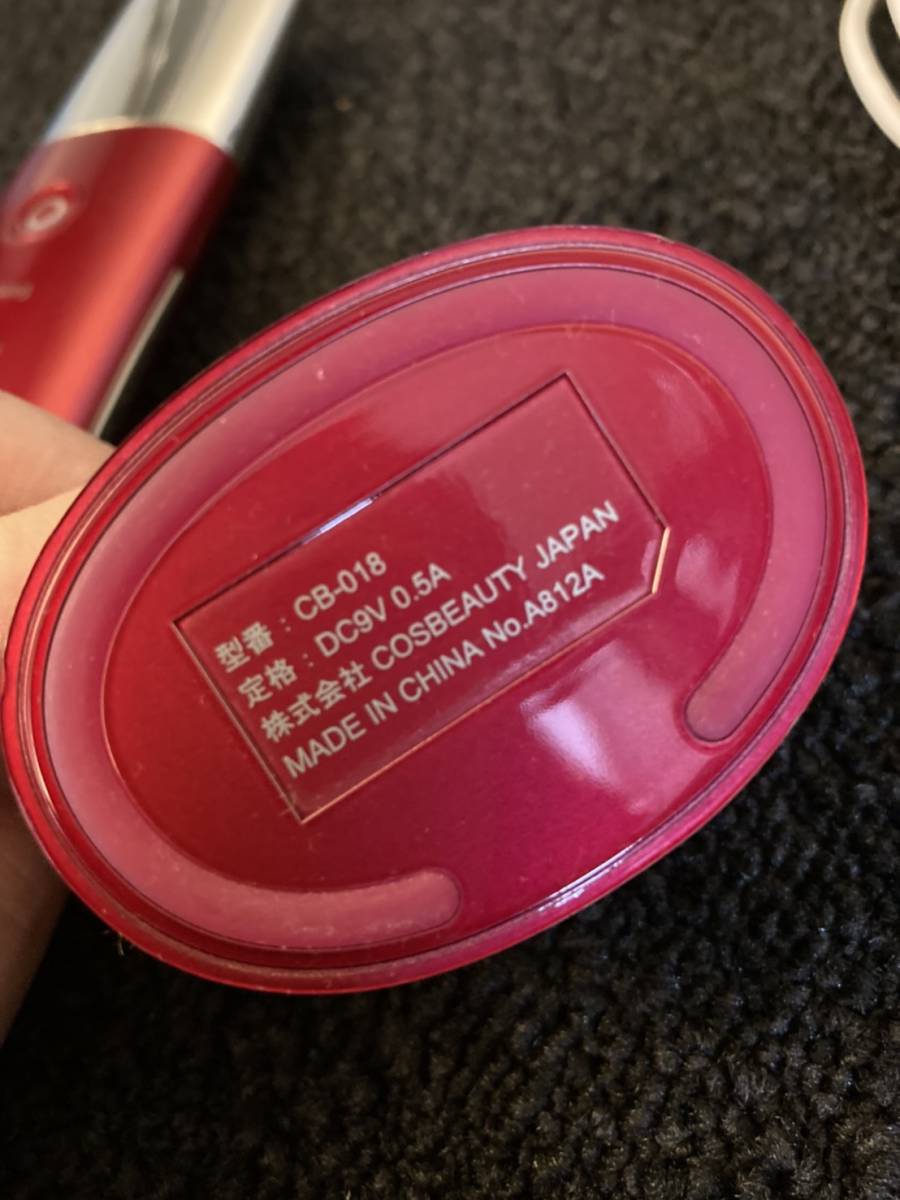 型番：CB-018
定格：DC9V 0.5A
株式会社 COSBEAUTY JAPAN
MADE IN CHINA No.A812A